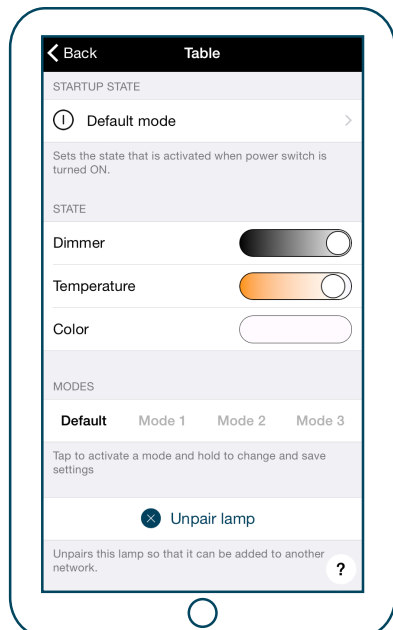 Back
Table
STARTUP STATE
Default mode
Sets the state that is activated when power switch is
turned ON.
STATE
Dimmer
Temperature
Color
MODES
Default Mode 1 Mode 2 Mode 3
Tap to activate a mode and hold to change and save
settings
Unpair lamp
Unpairs this lamp so that it can be added to another
network.
?